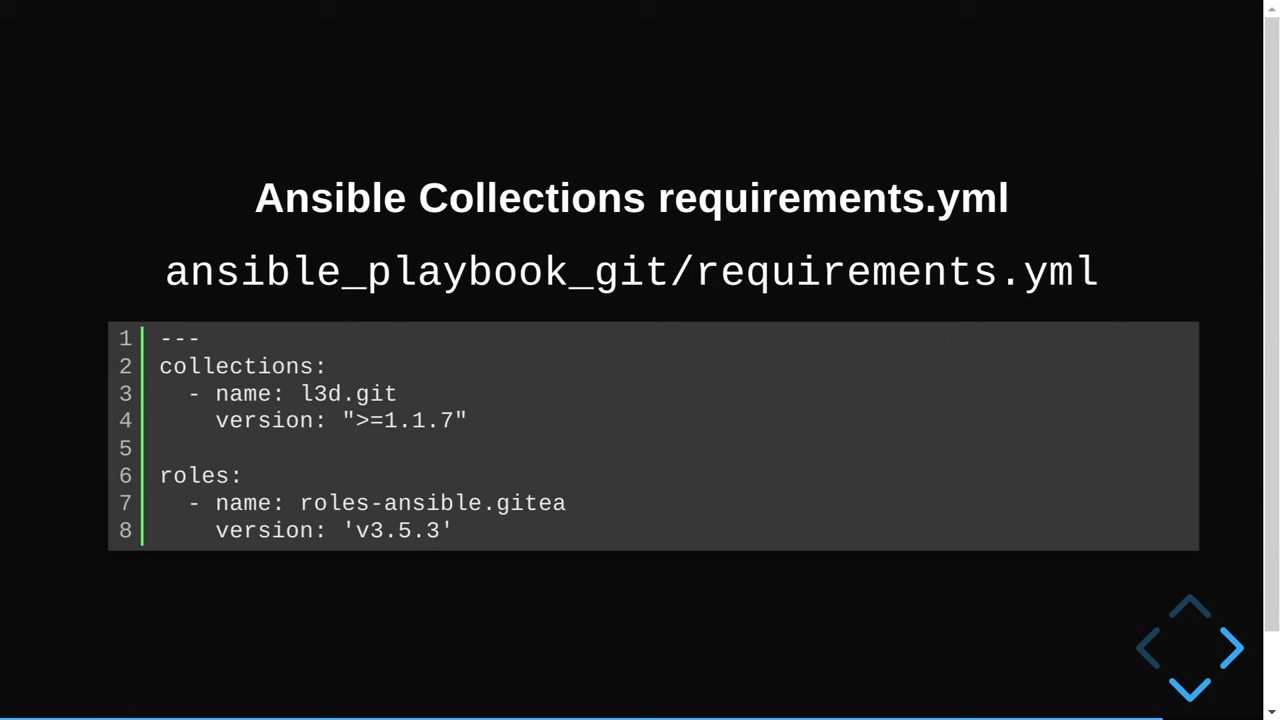 Ansible Collections requirements.yml
ansible_playbook_git/requirements.yml
1 ---
2 collections:
3   - name: l3d.git
4     version: ">=1.1.7"
5
6 roles:
7   - name: roles-ansible.gitea
8     version: 'v3.5.3'